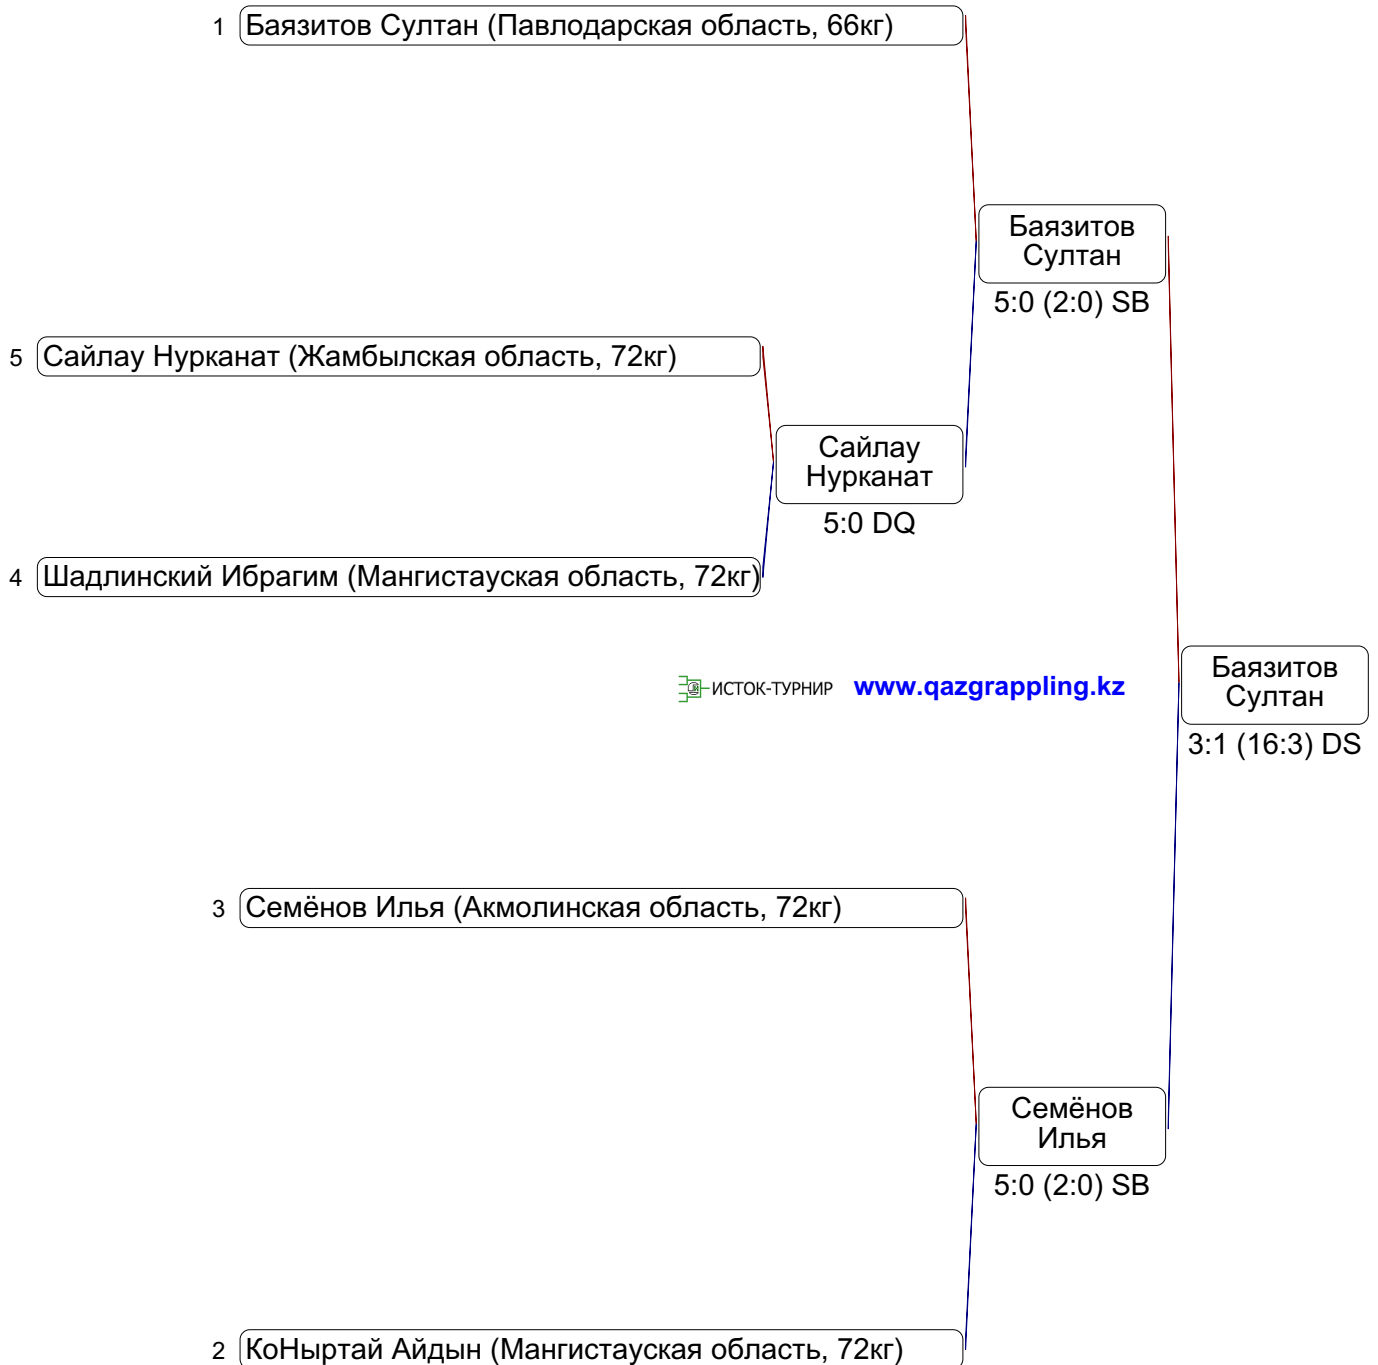 1 Баязитов Султан (Павлодарская область, 66кг)
Баязитов
Султан
5:0 (2:0) SB
5 Сайлау Нурканат (Жамбылская область, 72кг)
Сайлау
Нурканат
5:0 DQ
4 Шадлинский Ибрагим (Мангистауская область, 72кг)
ИСТОК-ТУРНИР www.qazgrappling.kz
Баязитов
Султан
3:1 (16:3) DS
3 Семёнов Илья (Акмолинская область, 72кг)
Семёнов
Илья
5:0 (2:0) SB
2 КоНыртай Айдын (Мангистауская область, 72кг)